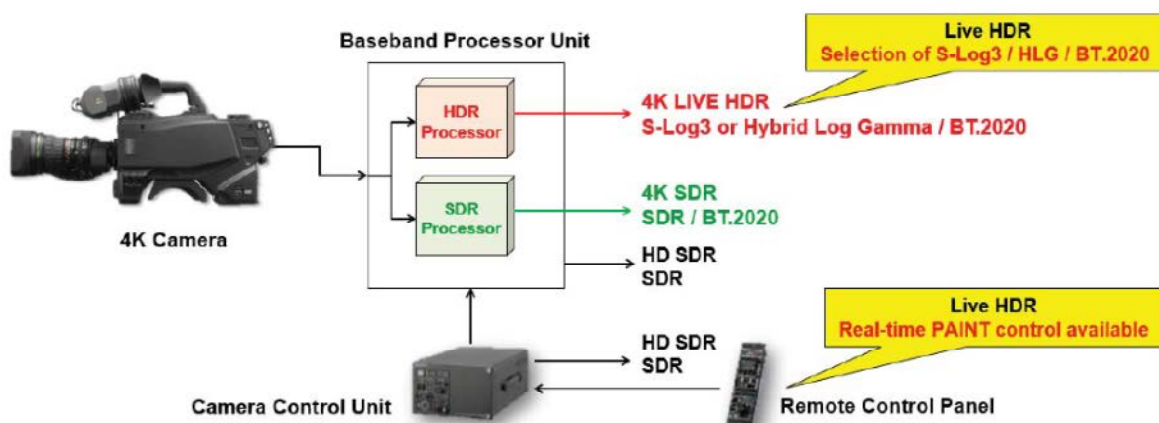 Live HDR
Selection of S-Log3 / HLG / BT.2020
Baseband Processor Unit
HDR
Processor
4K LIVE HDR
S-Log3 or Hybrid Log Gamma / BT.2020
SDR
Processor
4K SDR
SDR / BT.2020
4K Camera
HD SDR
SDR
Live HDR
Real-time PAINT control available
HD SDR
SDR
Camera Control Unit
Remote Control Panel